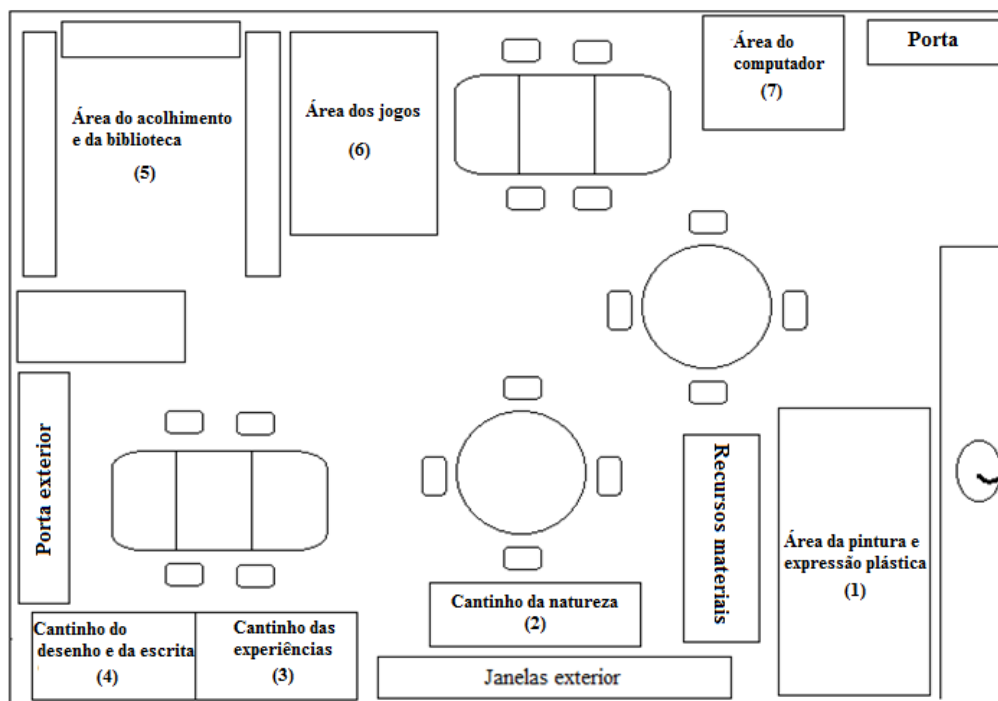 Área do acolhimento
e da biblioteca
(5)
Área dos jogos
(6)
Área do
computador
(7)
Porta
Porta exterior
Recursos materiais
Área da pintura e
expressão plástica
(1)
Cantinho da natureza
(2)
Cantinho do
desenho e da escrita
(4)
Cantinho das
experiências
(3)
Janelas exterior